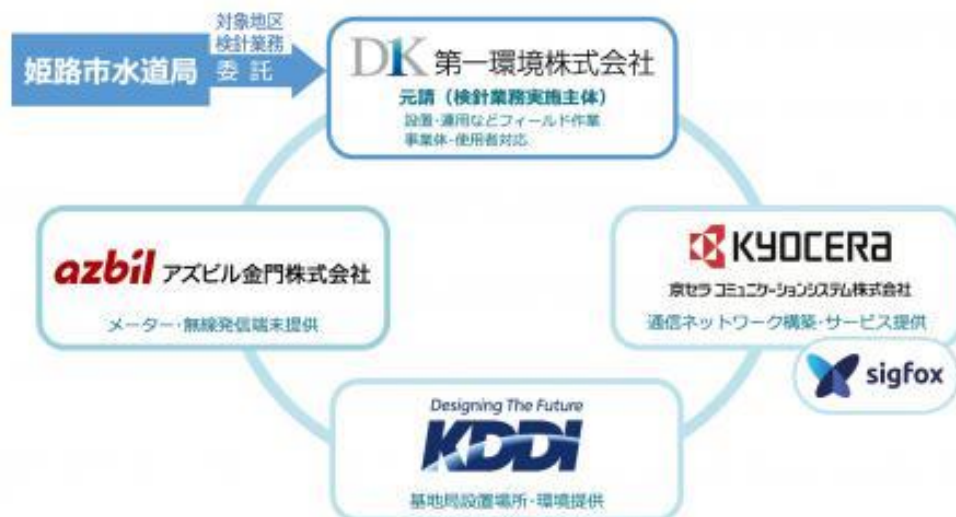 対象地区
検針業務
姫路市水道局
委託
DK 第一環境株式会社
元請（検針業務実施主体）
設置・運用などフィールド作業
事業体・使用者対応
azbil アズビル金門株式会社
メーター・無線発信端末提供
KYOCERA
京セラ コミュニケーションシステム株式会社
通信ネットワーク構築・サービス提供
sigfox
Designing The Future
KDDI
基地局設置場所・環境提供